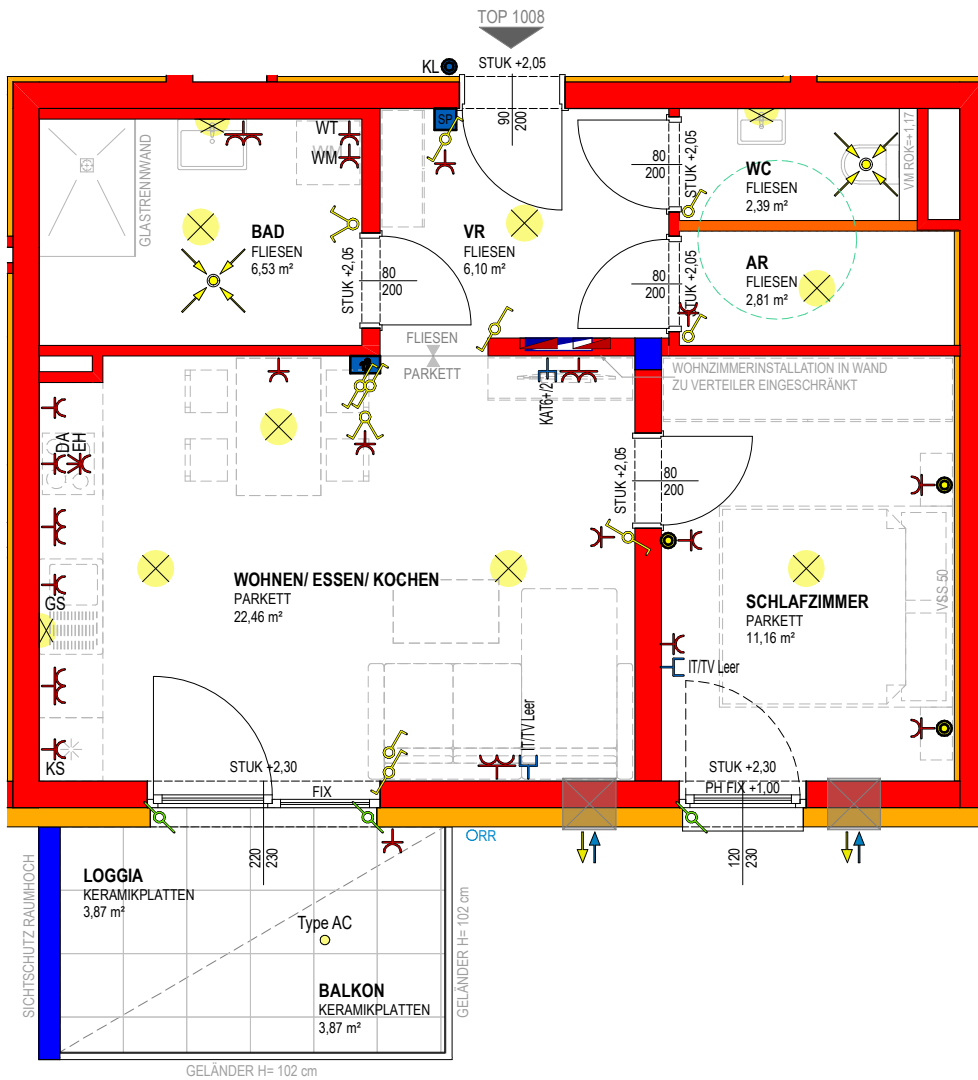 TOP 1008
KL
STUK +2,05
90
200
SP
WT
WM
WM
GLASTRENNWAND
BAD
FLIESEN
6,53 m²
STUK +2,05
80
200
VR
FLIESEN
6,10 m²
80
200
STUK +2,05
WC
FLIESEN
2,39 m²
VM ROK=+1,17
80
200
STUK +2,05
AR
FLIESEN
2,81 m²
FLIESEN
PARKETT
WOHNZIMMERINSTALLATION IN WAND
ZU VERTEILER EINGESCHRÄNKT
KAT6+/2
DA
EH
STUK +2,05
80
200
GS
WOHNEN/ ESSEN/ KOCHEN
PARKETT
22,46 m²
SCHLAFZIMMER
PARKETT
11,16 m²
VSS 50
IT/TV Leer
IT/TV Leer
KS
STUK +2,30
FIX
STUK +2,30
PH FIX +1,00
220
230
120
230
RR
SICHTSCHUTZ RAUMHOCH
LOGGIA
KERAMIKPLATTEN
3,87 m²
Type AC
GELÄNDER H= 102 cm
BALKON
KERAMIKPLATTEN
3,87 m²
GELÄNDER H= 102 cm